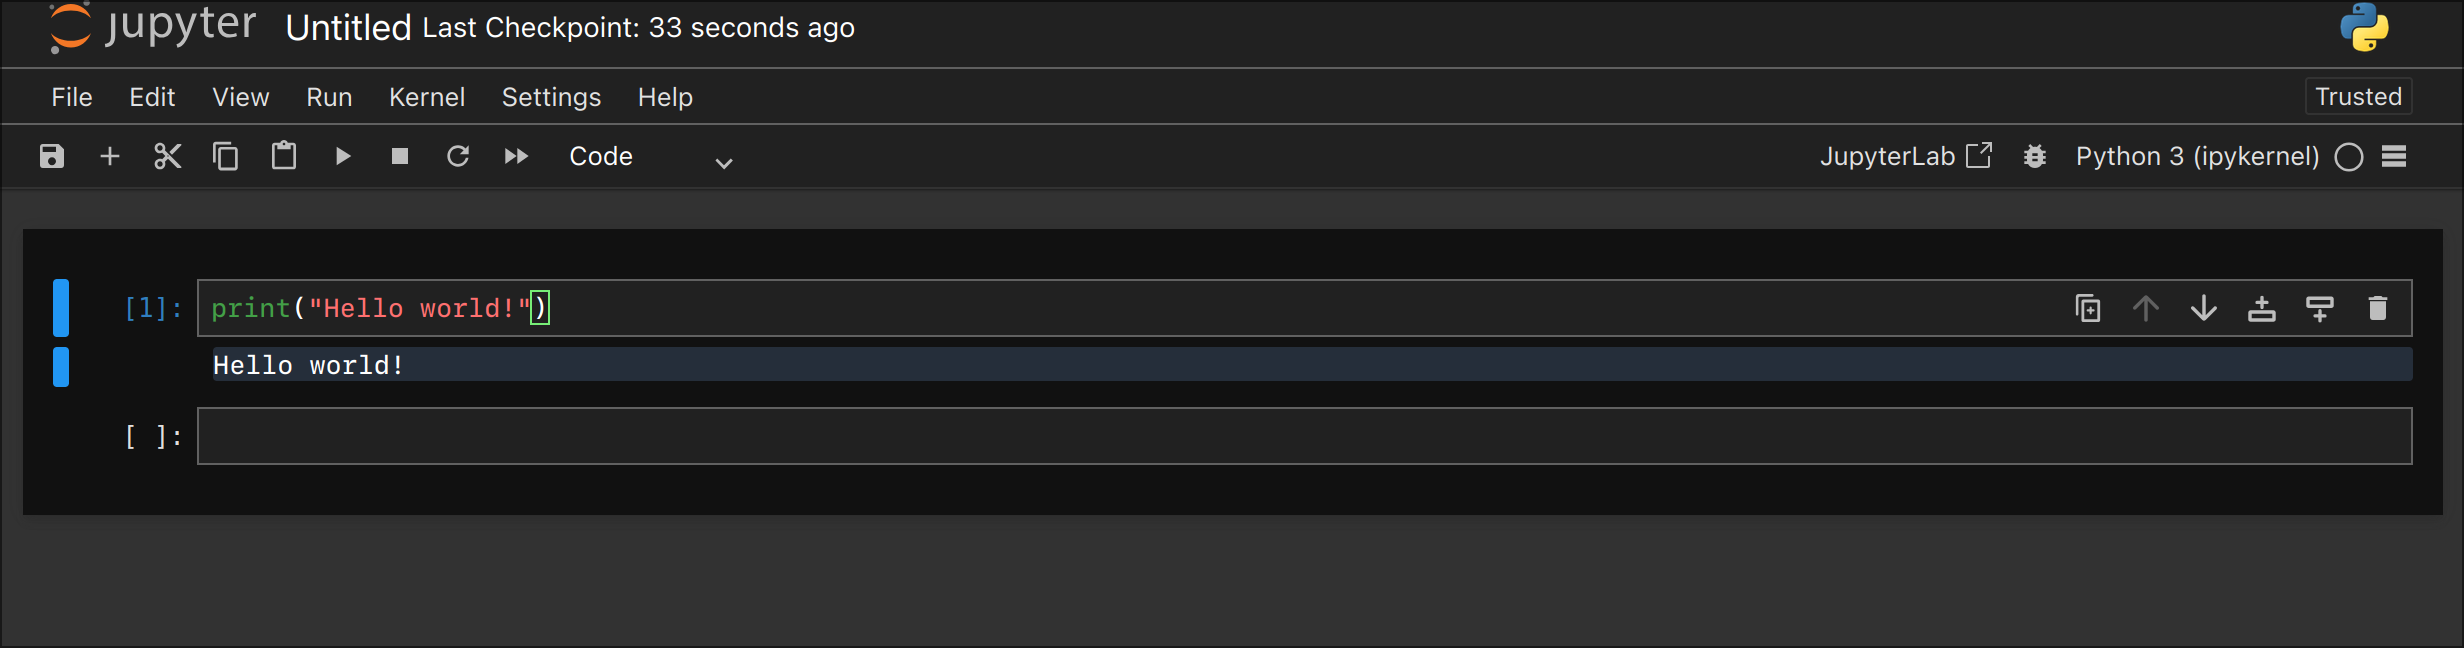 jupyter Untitled Last Checkpoint: 33 seconds ago
File Edit View Run Kernel Settings Help Trusted
Code JupyterLab Python 3 (ipykernel)
[1]: print("Hello world!")
Hello world!
[ ]: